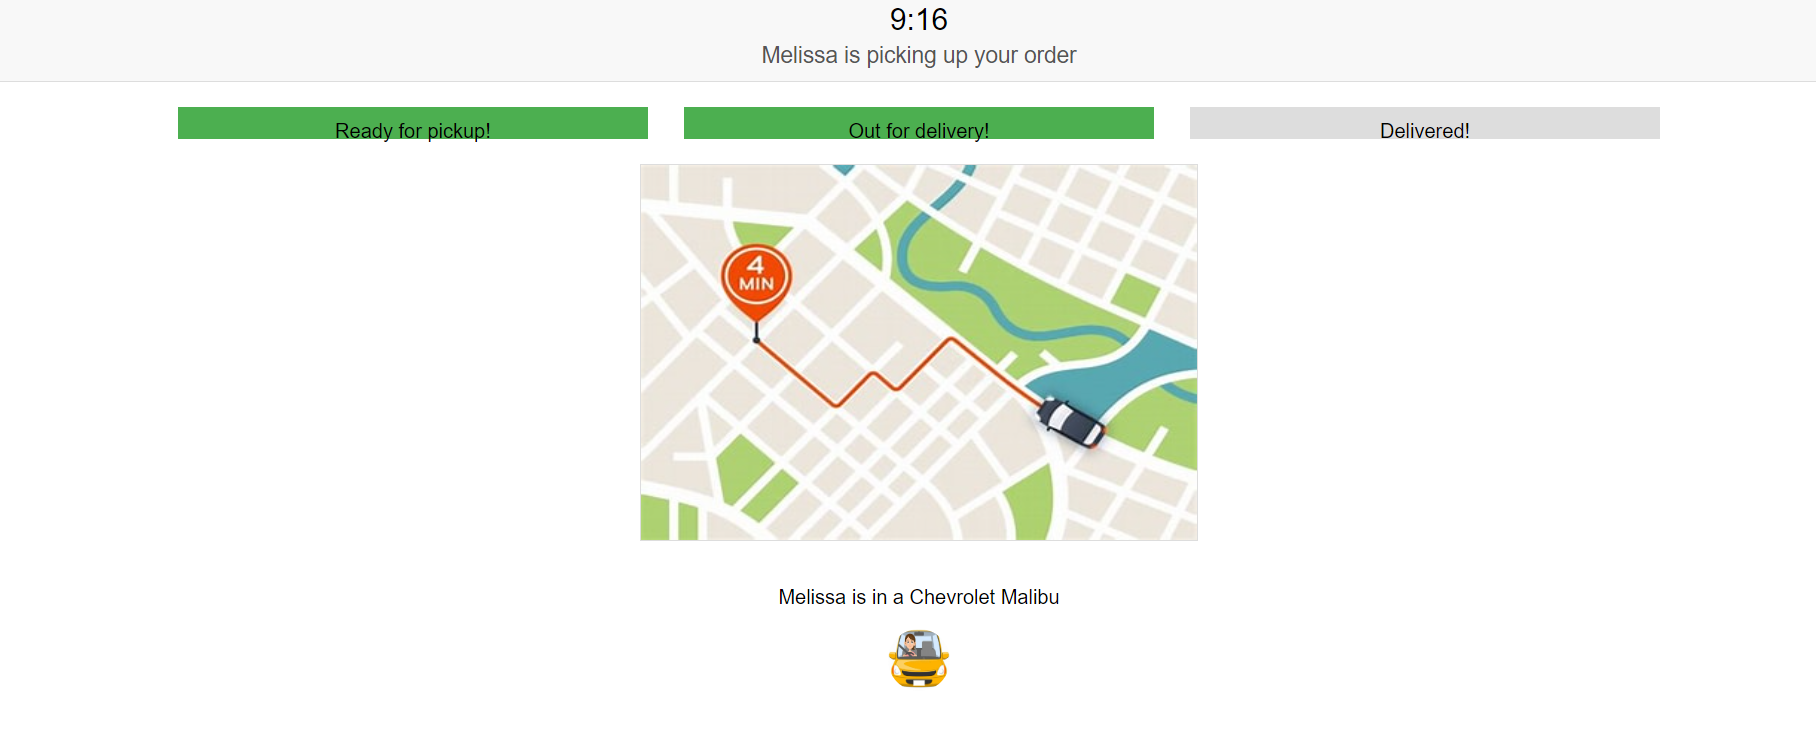 9:16
Melissa is picking up your order
Ready for pickup!
Out for delivery!
Delivered!
4
MIN
Melissa is in a Chevrolet Malibu